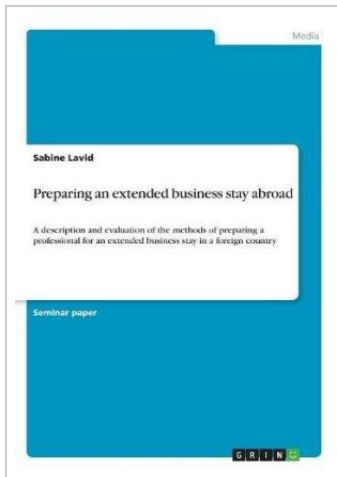 Media
Sabine Lavid
Preparing an extended business stay abroad
A description and evaluation of the methods of preparing a
professional for an extended business stay in a foreign country
Seminar paper
GRIN